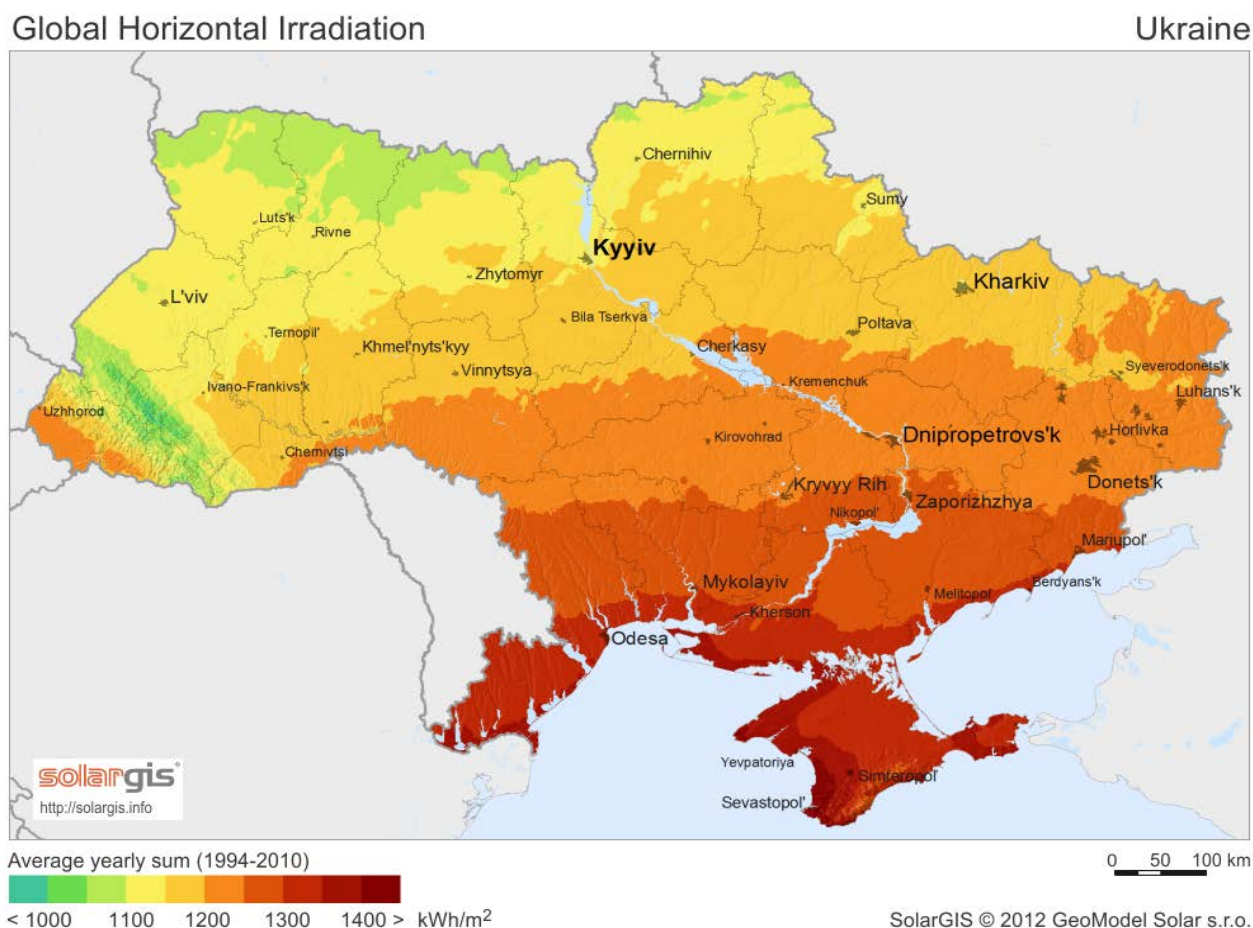 Global Horizontal Irradiation
Ukraine
Chernihiv
Sumy
Luts'k
Rivne
Kyyiv
Zhytomyr
Kharkiv
L'viv
Bila Tserkva
Poltava
Ternopil'
Khmel'nyts'kyy
Cherkasy
Vinnytsya
Syeverodonets'k
Ivano-Frankivs'k
Kremenchuk
Luhans'k
Uzhhorod
Chernivtsi
Kirovohrad
Dnipropetrovs'k
Horlivka
Donets'k
Kryvyy Rih
Zaporizhzhya
Nikopol'
Marjupol'
Mykolayiv
Berdyans'k
Melitopol'
Kherson
Odesa
Yevpatoriya
Simferopol'
Sevastopol'
solargis
http://solargis.info
Average yearly sum (1994-2010)
0 50 100 km
< 1000 1100 1200 1300 1400 > kWh/m2
SolarGIS © 2012 GeoModel Solar s.r.o.